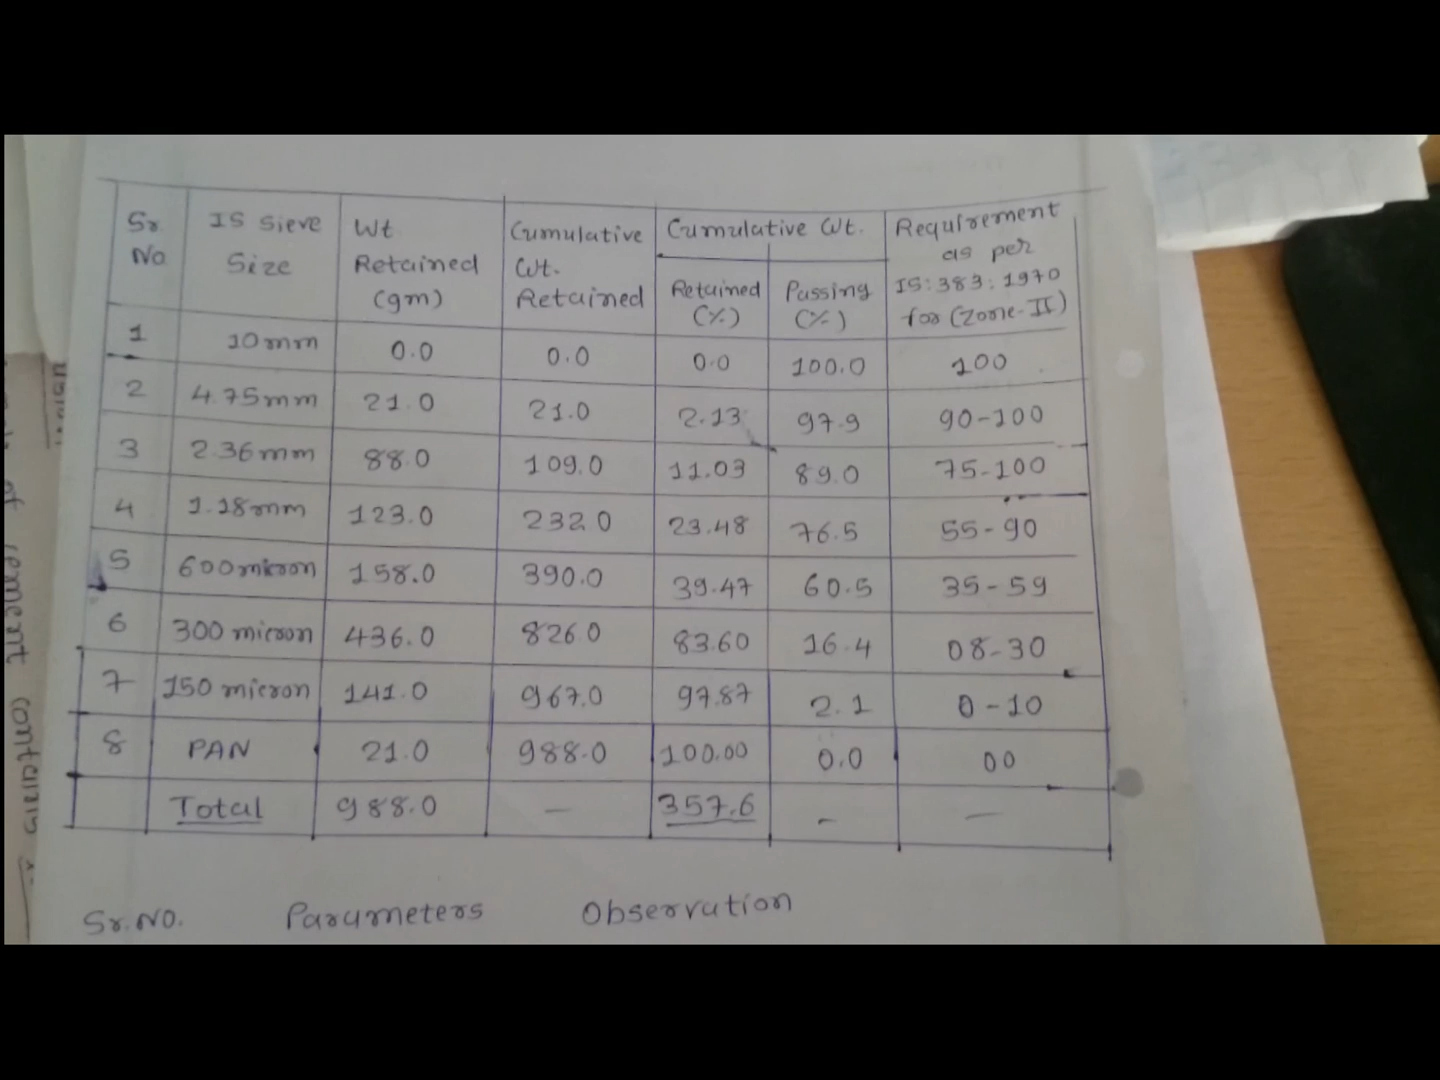 Sr. No | IS Sieve Size | Wt Retained (gm) | Cumulative Wt. Retained | Cumulative Wt. Retained (%) | Passing (%) | Requirement as per IS:383:1970 for (Zone-II)
1 | 10mm | 0.0 | 0.0 | 0.0 | 100.0 | 100
2 | 4.75mm | 21.0 | 21.0 | 2.13 | 97.9 | 90-100
3 | 2.36mm | 88.0 | 109.0 | 11.03 | 89.0 | 75-100
4 | 1.18mm | 123.0 | 232.0 | 23.48 | 76.5 | 55-90
5 | 600micron | 158.0 | 390.0 | 39.47 | 60.5 | 35-59
6 | 300 micron | 436.0 | 826.0 | 83.60 | 16.4 | 08-30
7 | 150 micron | 141.0 | 967.0 | 97.87 | 2.1 | 0-10
8 | PAN | 21.0 | 988.0 | 100.00 | 0.0 | 00
Total | 988.0 | — | 357.6 | — | —
Sr.NO. Parameters Observation
of cement containing